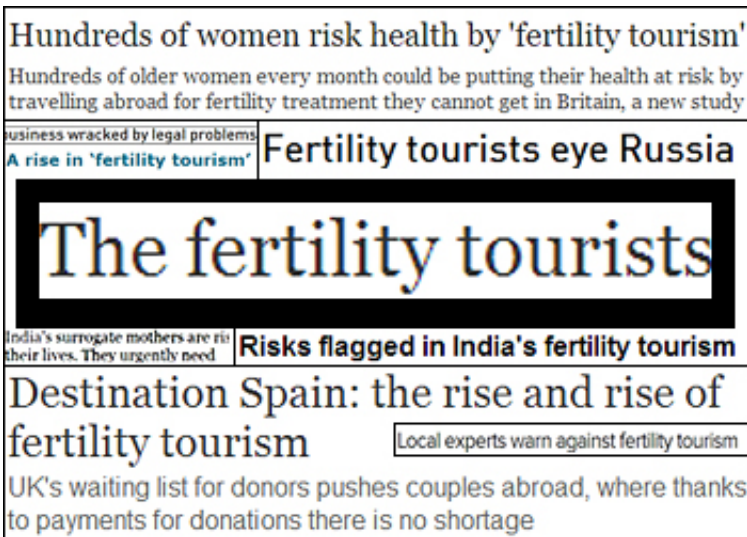 Hundreds of women risk health by 'fertility tourism'
Hundreds of older women every month could be putting their health at risk by
travelling abroad for fertility treatment they cannot get in Britain, a new study
business wracked by legal problems
A rise in 'fertility tourism'
Fertility tourists eye Russia
The fertility tourists
India's surrogate mothers are
their lives. They urgently need
Risks flagged in India's fertility tourism
Destination Spain: the rise and rise of
fertility tourism
Local experts warn against fertility tourism
UK's waiting list for donors pushes couples abroad, where thanks
to payments for donations there is no shortage